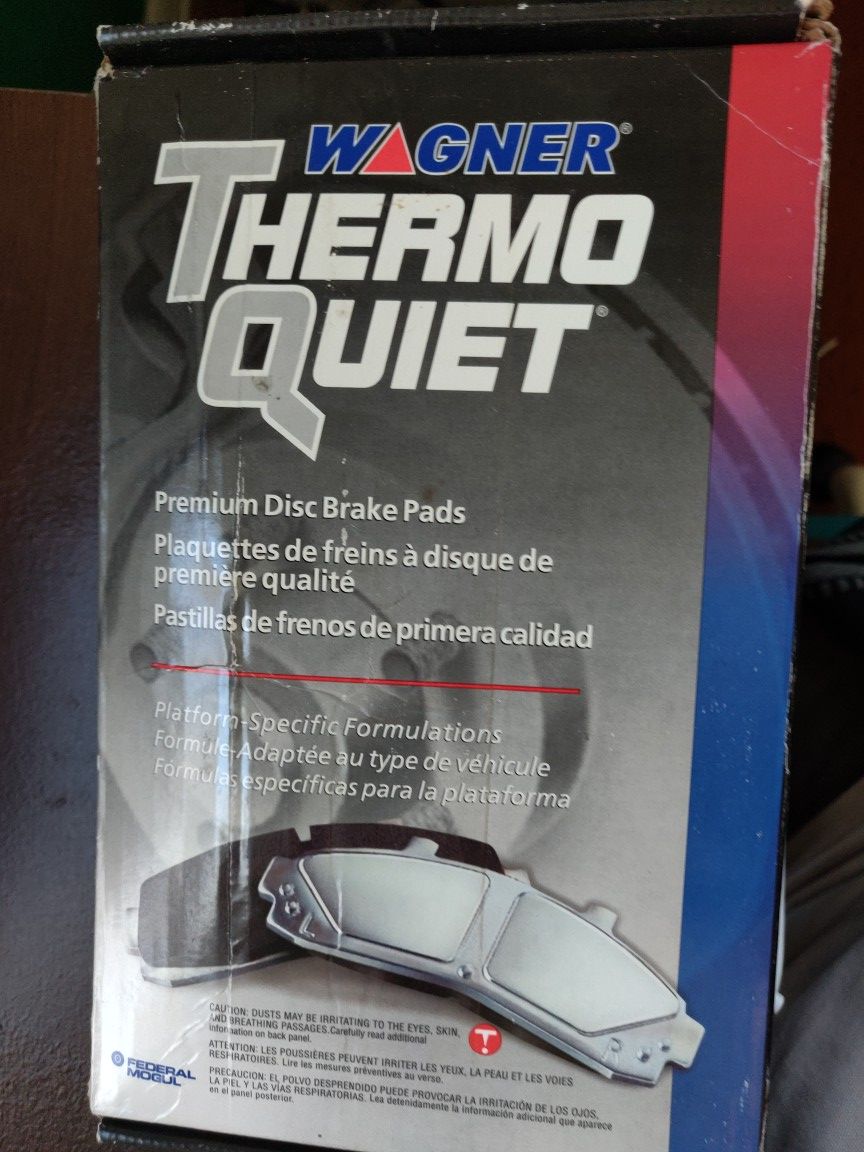 WAGNER®
THERMO
QUIET®
Premium Disc Brake Pads
Plaquettes de freins à disque de
première qualité
Pastillas de frenos de primera calidad
Platform-Specific Formulations
Formule-Adaptée au type de véhicule
Fórmulas específicas para la plataforma
CAUTION: DUSTS MAY BE IRRITATING TO THE EYES, SKIN,
AND BREATHING PASSAGES.Carefully read additional
information on back panel.
ATTENTION: LES POUSSIÈRES PEUVENT IRRITER LES YEUX, LA PEAU ET LES VOIES
RESPIRATOIRES. Lire les mesures préventives au verso.
PRECAUCION: EL POLVO DESPRENDIDO PUEDE PROVOCAR LA IRRITACIÓN DE LOS OJOS,
LA PIEL Y LAS VÍAS RESPIRATORIAS. Lea detenidamente la información adicional que aparece
en el panel posterior.
FEDERAL
MOGUL